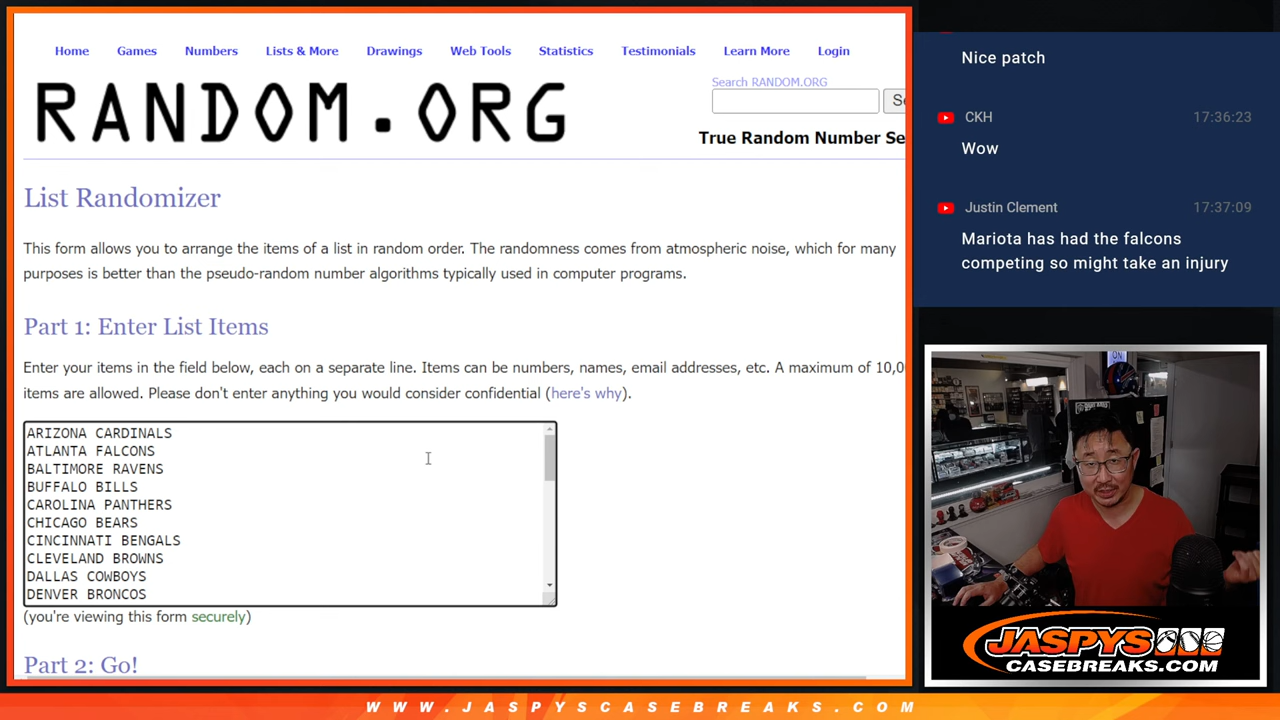 Home Games Numbers Lists & More Drawings Web Tools Statistics Testimonials Learn More Login
RANDOM.ORG
Search RANDOM.ORG
True Random Number Se
List Randomizer
This form allows you to arrange the items of a list in random order. The randomness comes from atmospheric noise, which for many
purposes is better than the pseudo-random number algorithms typically used in computer programs.
Part 1: Enter List Items
Enter your items in the field below, each on a separate line. Items can be numbers, names, email addresses, etc. A maximum of 10,0
items are allowed. Please don't enter anything you would consider confidential (here's why).
ARIZONA CARDINALS
ATLANTA FALCONS
BALTIMORE RAVENS
BUFFALO BILLS
CAROLINA PANTHERS
CHICAGO BEARS
CINCINNATI BENGALS
CLEVELAND BROWNS
DALLAS COWBOYS
DENVER BRONCOS
(you're viewing this form securely)
Part 2: Go!
Nice patch
CKH 17:36:23
Wow
Justin Clement 17:37:09
Mariota has had the falcons
competing so might take an injury
ON
JASPYS
CASEBREAKS.COM
WWW.JASPYSCASEBREAKS.COM